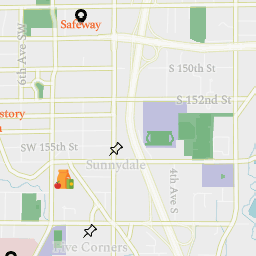 Safeway
6th Ave SW
S 150th St
S 152nd St
story
SW 155th St
Sunnydale
4th Ave S
Five Corners